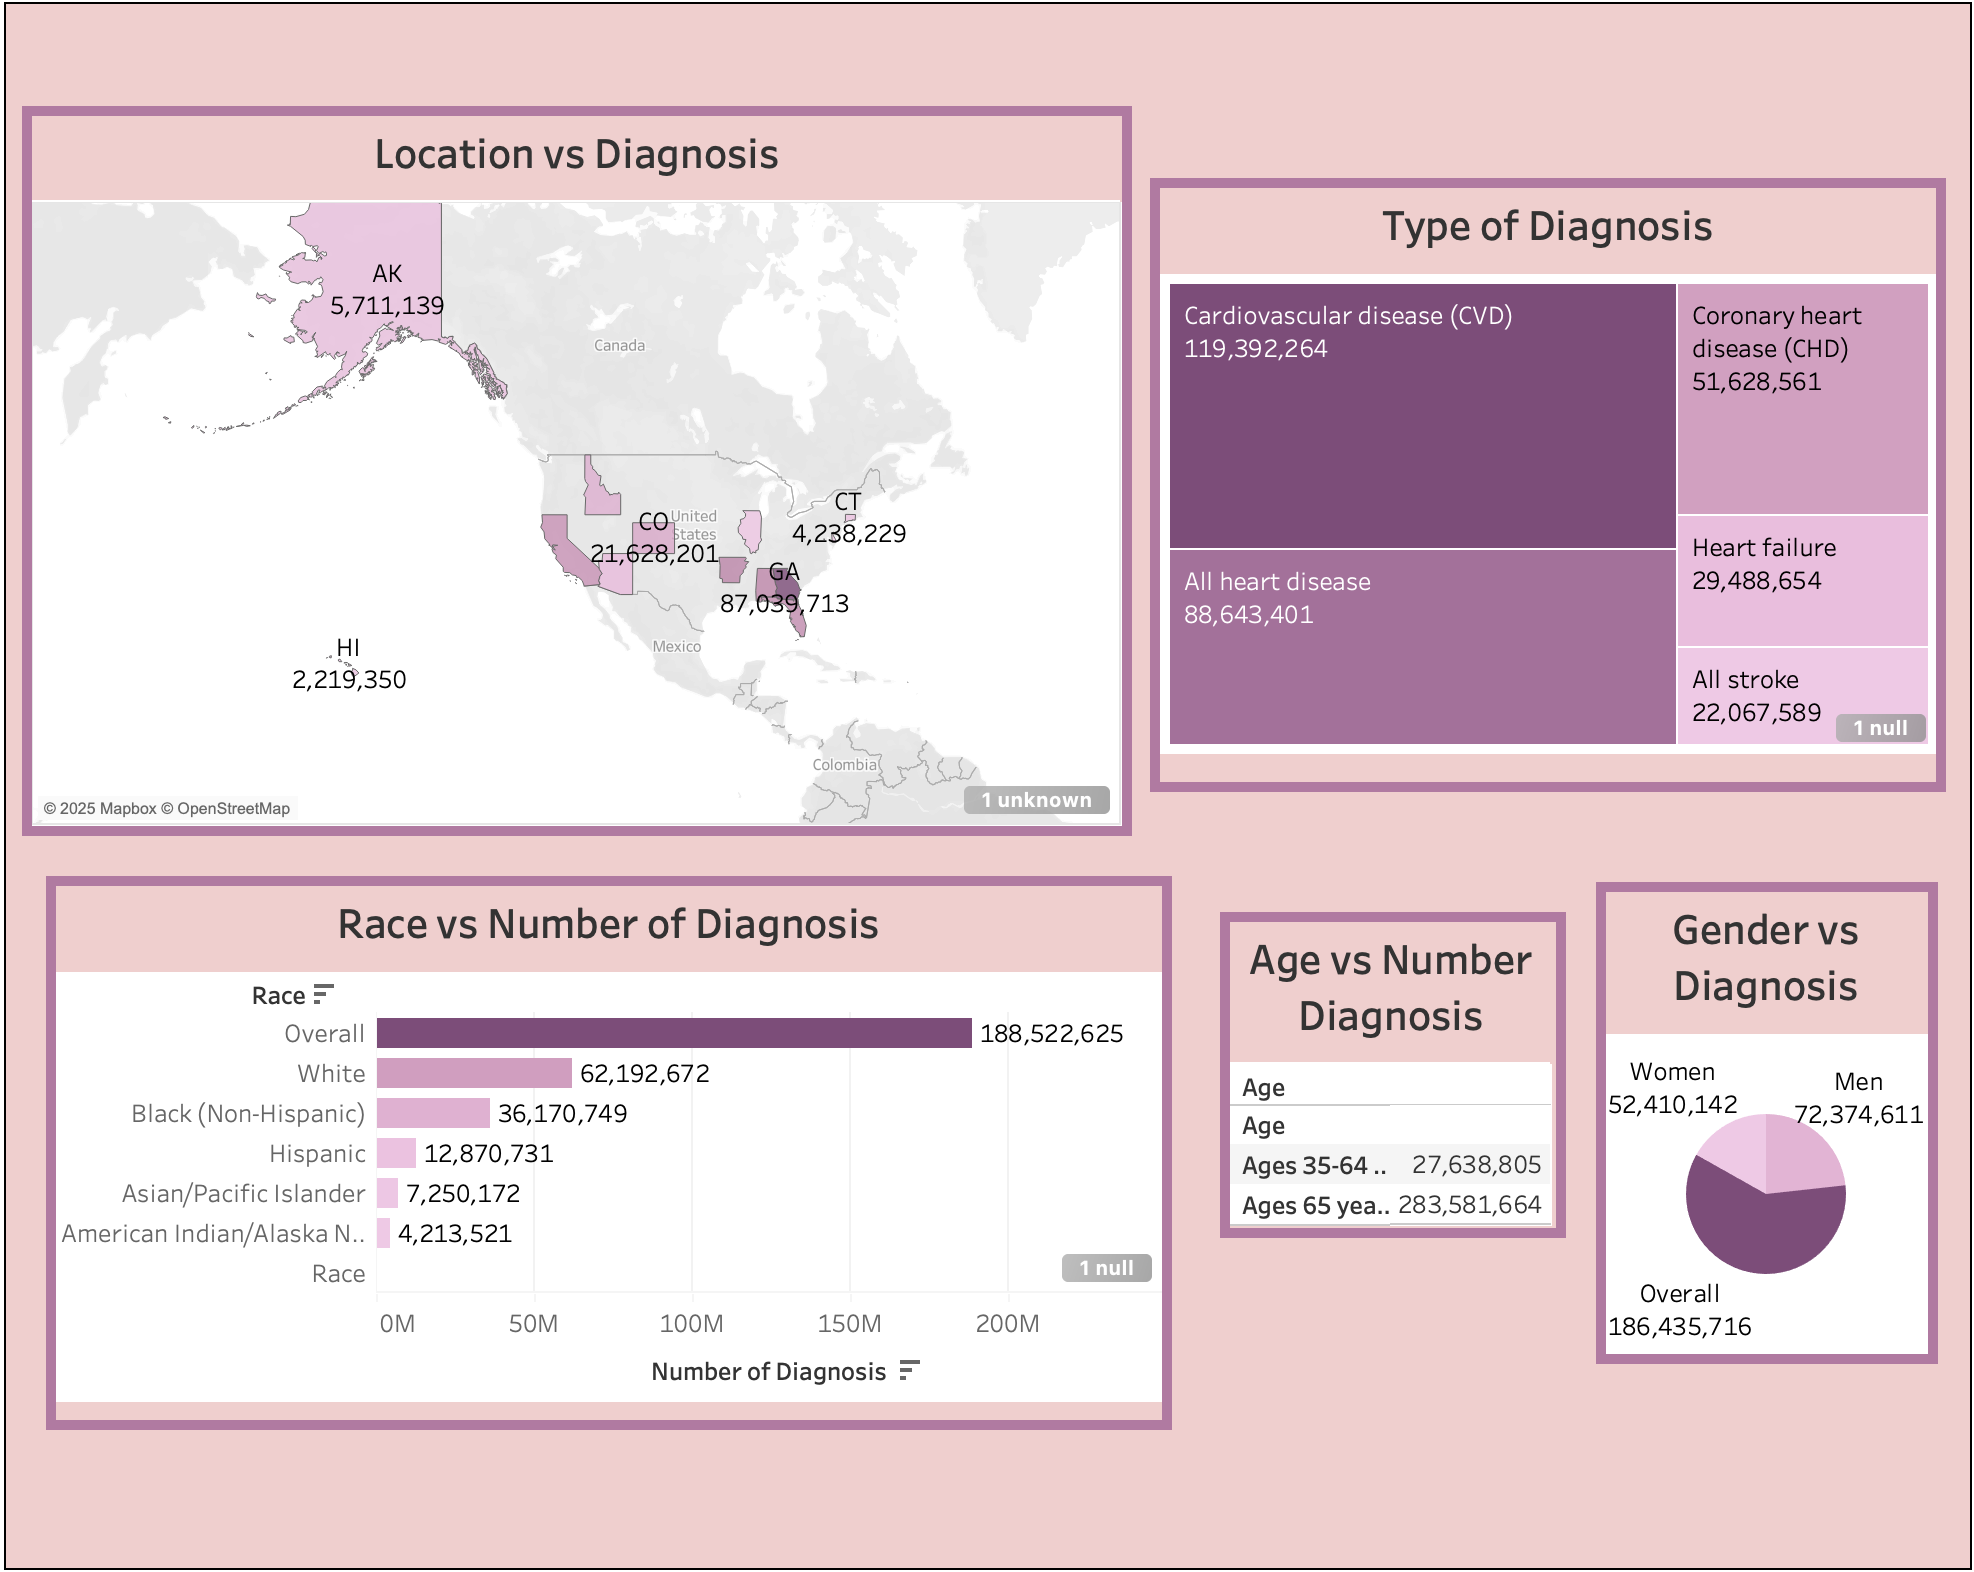 Location vs Diagnosis
AK
5,711,139
Canada
CT
4,238,229
CO
United
States
21,628,201
GA
87,039,713
Mexico
HI
2,219,350
Colombia
© 2025 Mapbox © OpenStreetMap
1 unknown
Type of Diagnosis
Cardiovascular disease (CVD)
119,392,264
Coronary heart
disease (CHD)
51,628,561
All heart disease
88,643,401
Heart failure
29,488,654
All stroke
22,067,589
1 null
Race vs Number of Diagnosis
Race
Overall 188,522,625
White 62,192,672
Black (Non-Hispanic) 36,170,749
Hispanic 12,870,731
Asian/Pacific Islander 7,250,172
American Indian/Alaska N.. 4,213,521
Race
1 null
0M 50M 100M 150M 200M
Number of Diagnosis
Age vs Number
Diagnosis
Age
Age
Ages 35-64 .. 27,638,805
Ages 65 yea.. 283,581,664
Gender vs
Diagnosis
Women
52,410,142
Men
72,374,611
Overall
186,435,716